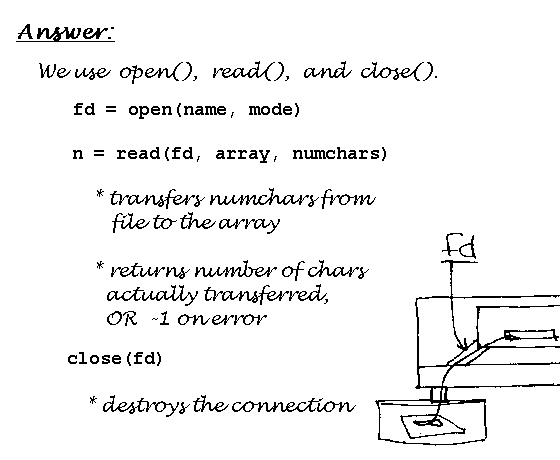 Answer:
We use open(), read(), and close().
fd = open(name, mode)
n = read(fd, array, numchars)
* transfers numchars from
file to the array
* returns number of chars
actually transferred,
OR -1 on error
fd
close(fd)
* destroys the connection